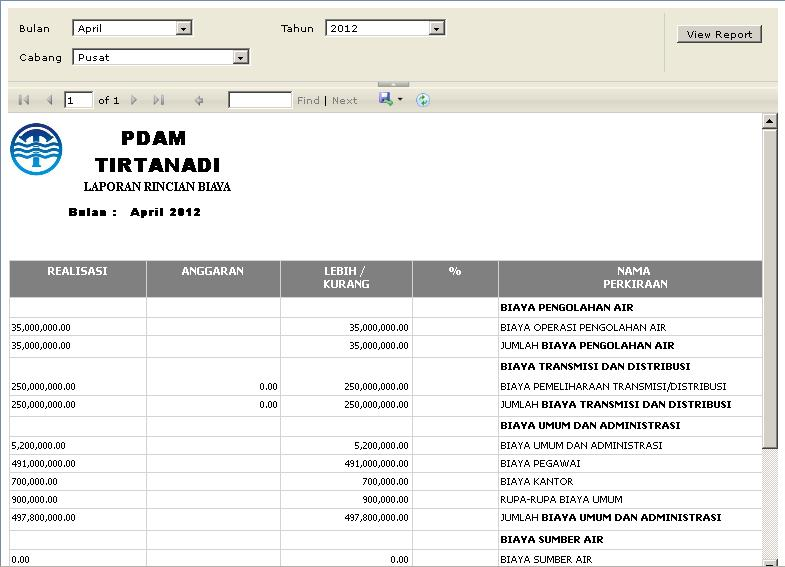 Bulan April Tahun 2012 View Report
Cabang Pusat
1 of 1 Find | Next
PDAM
TIRTANADI
LAPORAN RINCIAN BIAYA
Bulan : April 2012
REALISASI ANGGARAN LEBIH / KURANG % NAMA PERKIRAAN
BIAYA PENGOLAHAN AIR
35,000,000.00 35,000,000.00 BIAYA OPERASI PENGOLAHAN AIR
35,000,000.00 35,000,000.00 JUMLAH BIAYA PENGOLAHAN AIR
BIAYA TRANSMISI DAN DISTRIBUSI
250,000,000.00 0.00 250,000,000.00 BIAYA PEMELIHARAAN TRANSMISI/DISTRIBUSI
250,000,000.00 0.00 250,000,000.00 JUMLAH BIAYA TRANSMISI DAN DISTRIBUSI
BIAYA UMUM DAN ADMINISTRASI
5,200,000.00 5,200,000.00 BIAYA UMUM DAN ADMINISTRASI
491,000,000.00 491,000,000.00 BIAYA PEGAWAI
700,000.00 700,000.00 BIAYA KANTOR
900,000.00 900,000.00 RUPA-RUPA BIAYA UMUM
497,800,000.00 497,800,000.00 JUMLAH BIAYA UMUM DAN ADMINISTRASI
BIAYA SUMBER AIR
0.00 0.00 BIAYA SUMBER AIR